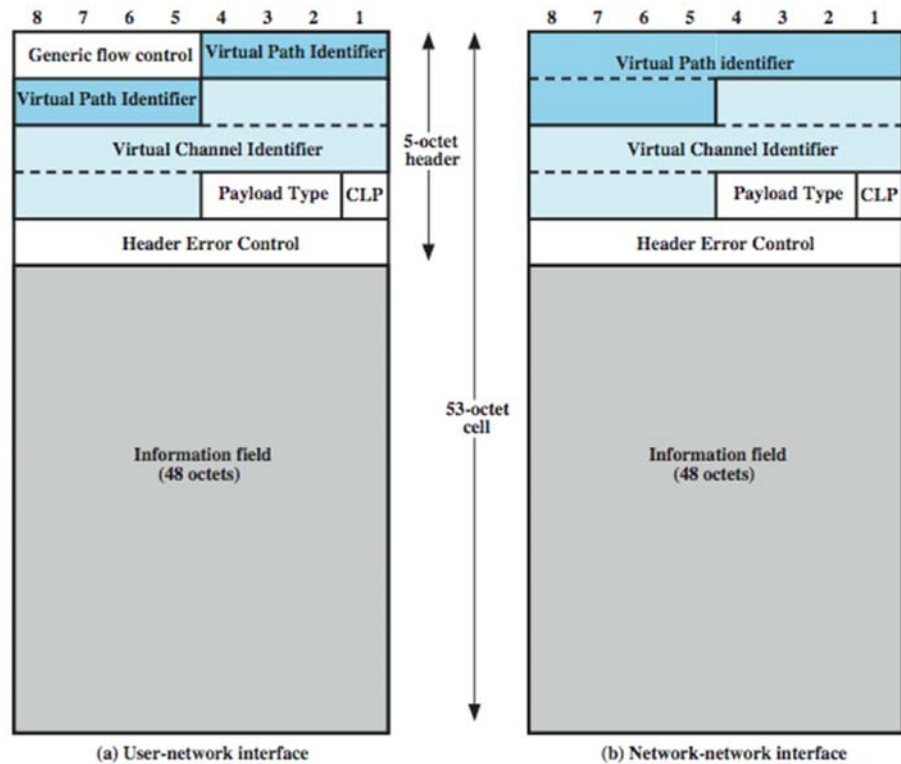 8 7 6 5 4 3 2 1
Generic flow control
Virtual Path Identifier
Virtual Path Identifier
Virtual Channel Identifier
Payload Type
CLP
Header Error Control
Information field
(48 octets)
(a) User-network interface
5-octet
header
53-octet
cell
8 7 6 5 4 3 2 1
Virtual Path identifier
Virtual Channel Identifier
Payload Type
CLP
Header Error Control
Information field
(48 octets)
(b) Network-network interface